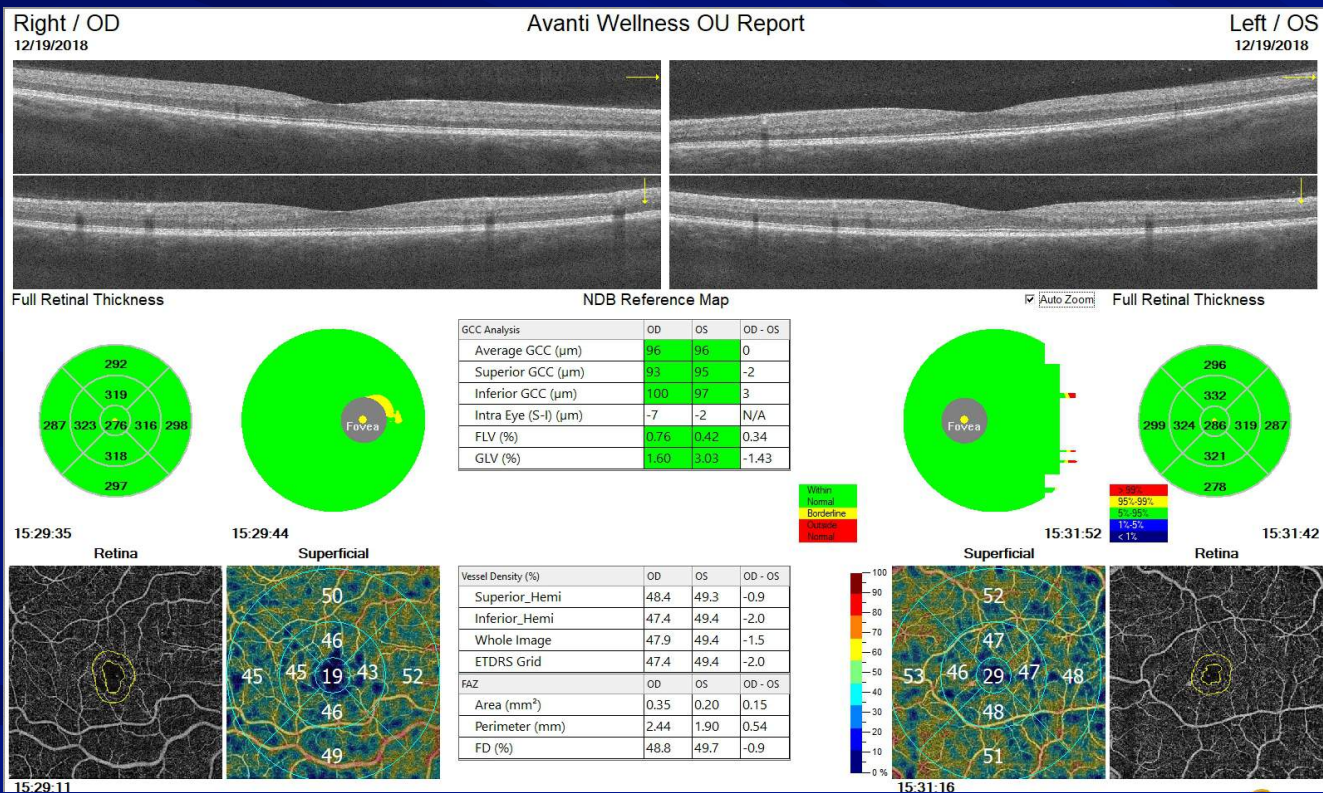 Right / OD
Avanti Wellness OU Report
Left / OS
12/19/2018
12/19/2018
Full Retinal Thickness
NDB Reference Map
Auto Zoom
Full Retinal Thickness
292
319
287 323 276 316 298
318
297
15:29:35
Fovea
15:29:44
GCC Analysis OD OS OD - OS
Average GCC (µm) 96 96 0
Superior GCC (µm) 93 95 -2
Inferior GCC (µm) 100 97 3
Intra Eye (S-I) (µm) -7 -2 N/A
FLV (%) 0.76 0.42 0.34
GLV (%) 1.60 3.03 -1.43
Within
Normal
Borderline
Outside
Normal
Fovea
15:31:52
> 99%
95%-99%
5%-95%
1%-5%
< 1%
296
332
299 324 286 319 287
321
278
15:31:42
Retina
Superficial
Superficial
Retina
15:29:11
50
46
45 45 19 43 52
46
49
Vessel Density (%) OD OS OD - OS
Superior_Hemi 48.4 49.3 -0.9
Inferior_Hemi 47.4 49.4 -2.0
Whole Image 47.9 49.4 -1.5
ETDRS Grid 47.4 49.4 -2.0
FAZ OD OS OD - OS
Area (mm²) 0.35 0.20 0.15
Perimeter (mm) 2.44 1.90 0.54
FD (%) 48.8 49.7 -0.9
100
90
80
70
60
50
40
30
20
10
0 %
52
47
53 46 29 47 48
48
51
15:31:16